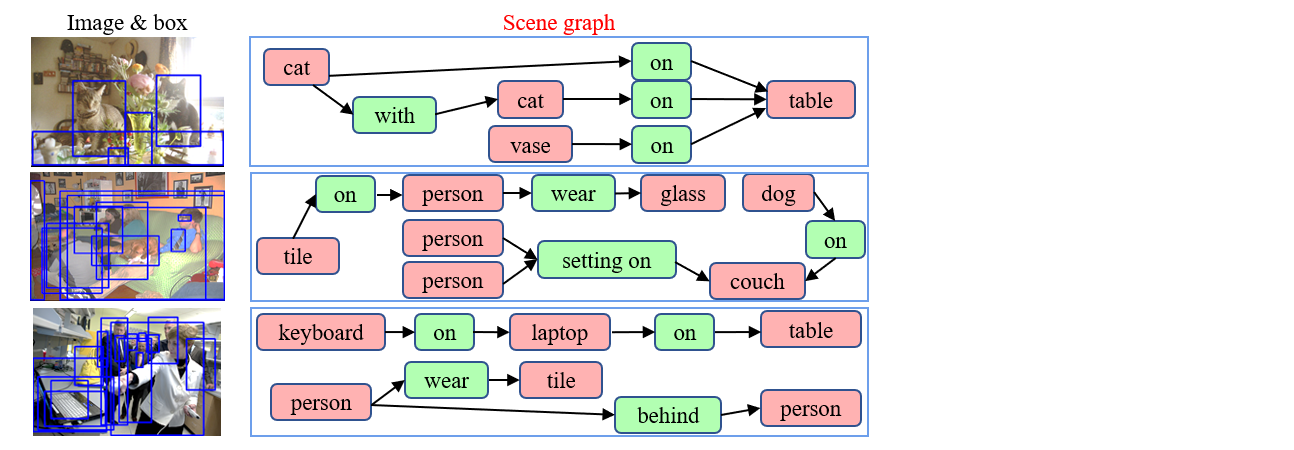 Image & box
Scene graph
cat
on
with
cat
on
table
vase
on
on
person
wear
glass
dog
tile
person
setting on
on
person
couch
keyboard
on
laptop
on
table
wear
tile
person
behind
person